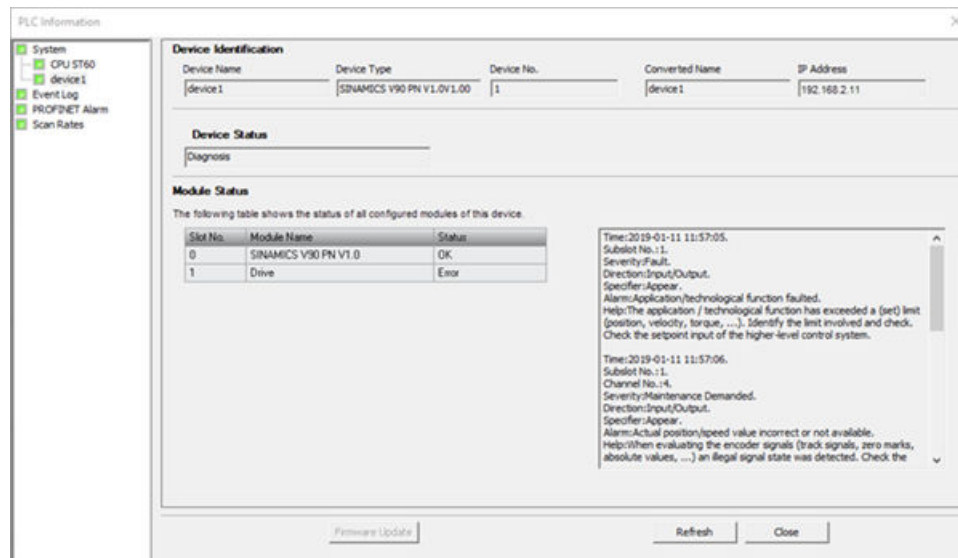 PLC Information
System
CPU ST60
device1
Event Log
PROFINET Alarm
Scan Rates
Device Identification
Device Name Device Type Device No. Converted Name IP Address
device1 SINAMICS V90 PN V1.0V1.00 1 device1 192.168.2.11
Device Status
Diagnosis
Module Status
The following table shows the status of all configured modules of this device.
Slot No. Module Name Status
0 SINAMICS V90 PN V1.0 OK
1 Drive Error
Time:2019-01-11 11:57:05.
Subslot No.:1.
Severity:Fault.
Direction:Input/Output.
Specifier:Appear.
Alarm:Application/technological function faulted.
Help:The application / technological function has exceeded a (set) limit
(position, velocity, torque, ...). Identify the limit involved and check.
Check the setpoint input of the higher-level control system.
Time:2019-01-11 11:57:06.
Subslot No.:1.
Channel No.:4.
Severity:Maintenance Demanded.
Direction:Input/Output.
Specifier:Appear.
Alarm:Actual position/speed value incorrect or not available.
Help:When evaluating the encoder signals (track signals, zero marks,
absolute values, ...) an illegal signal state was detected. Check the
Firmware Update Refresh Close